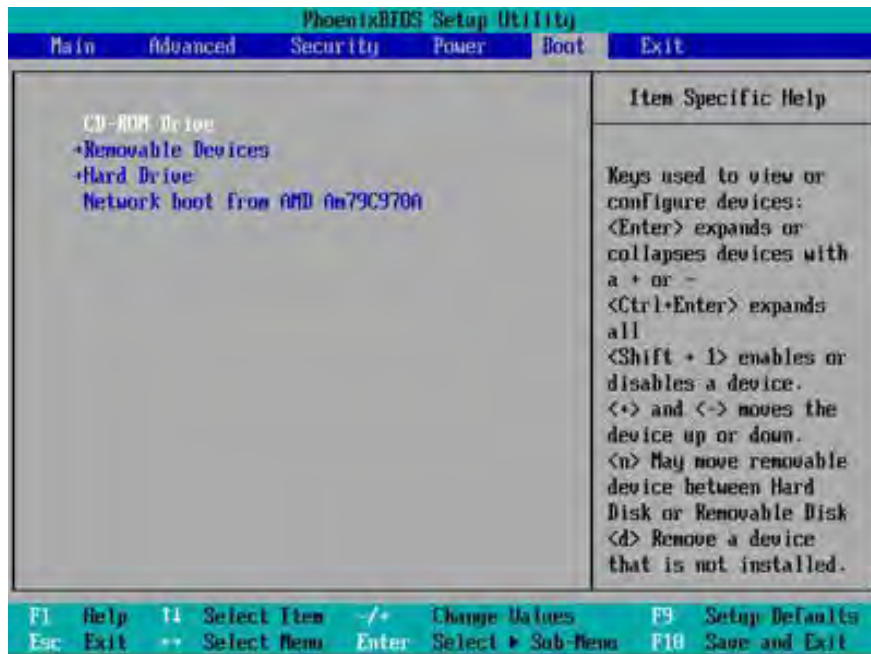 PhoenixBIOS Setup Utility
Main Advanced Security Power Boot Exit
CD-ROM Drive
+Removable Devices
+Hard Drive
Network boot from AMD Am79C970A
Item Specific Help
Keys used to view or
configure devices:
<Enter> expands or
collapses devices with
a + or -
<Ctrl+Enter> expands
all
<Shift + 1> enables or
disables a device.
<+> and <-> moves the
device up or down.
<n> May move removable
device between Hard
Disk or Removable Disk
<d> Remove a device
that is not installed.
F1 Help ↑↓ Select Item -/+ Change Values F9 Setup Defaults
Esc Exit ↔ Select Menu Enter Select ▶ Sub-Menu F10 Save and Exit